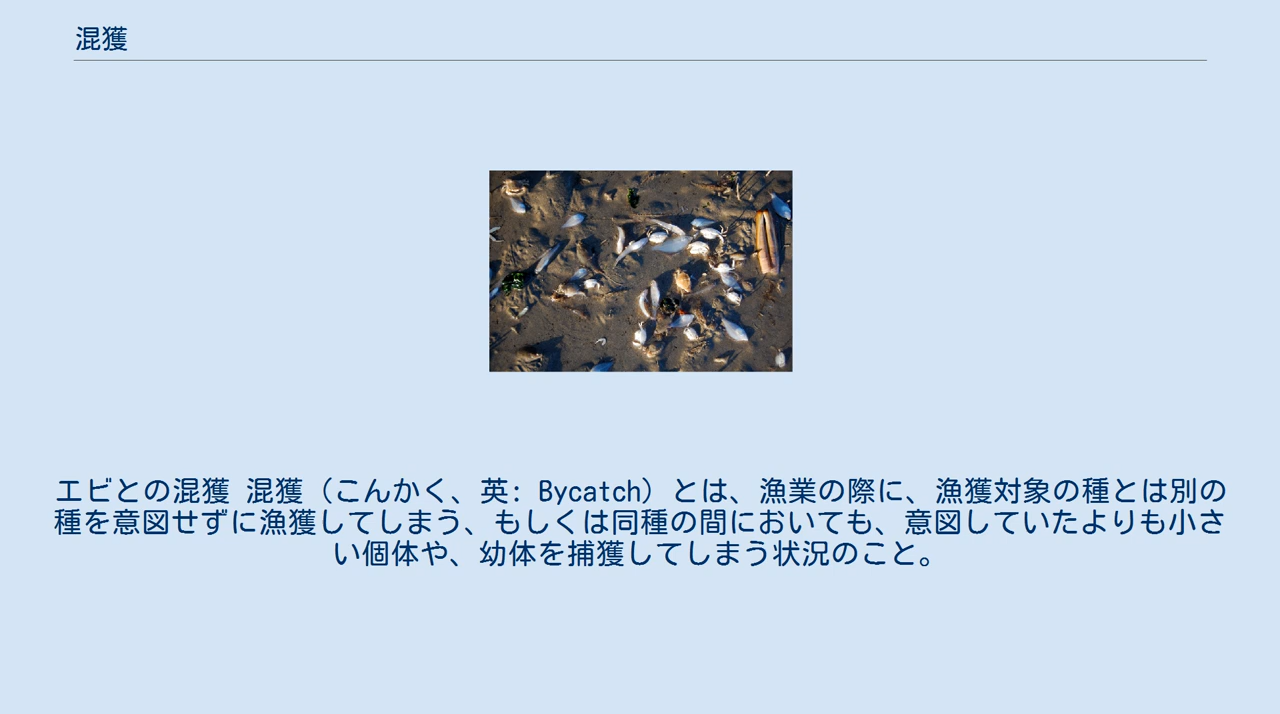 混獲
エビとの混獲 混獲（こんかく、英: Bycatch）とは、漁業の際に、漁獲対象の種とは別の
種を意図せずに漁獲してしまう、もしくは同種の間においても、意図していたよりも小さ
い個体や、幼体を捕獲してしまう状況のこと。